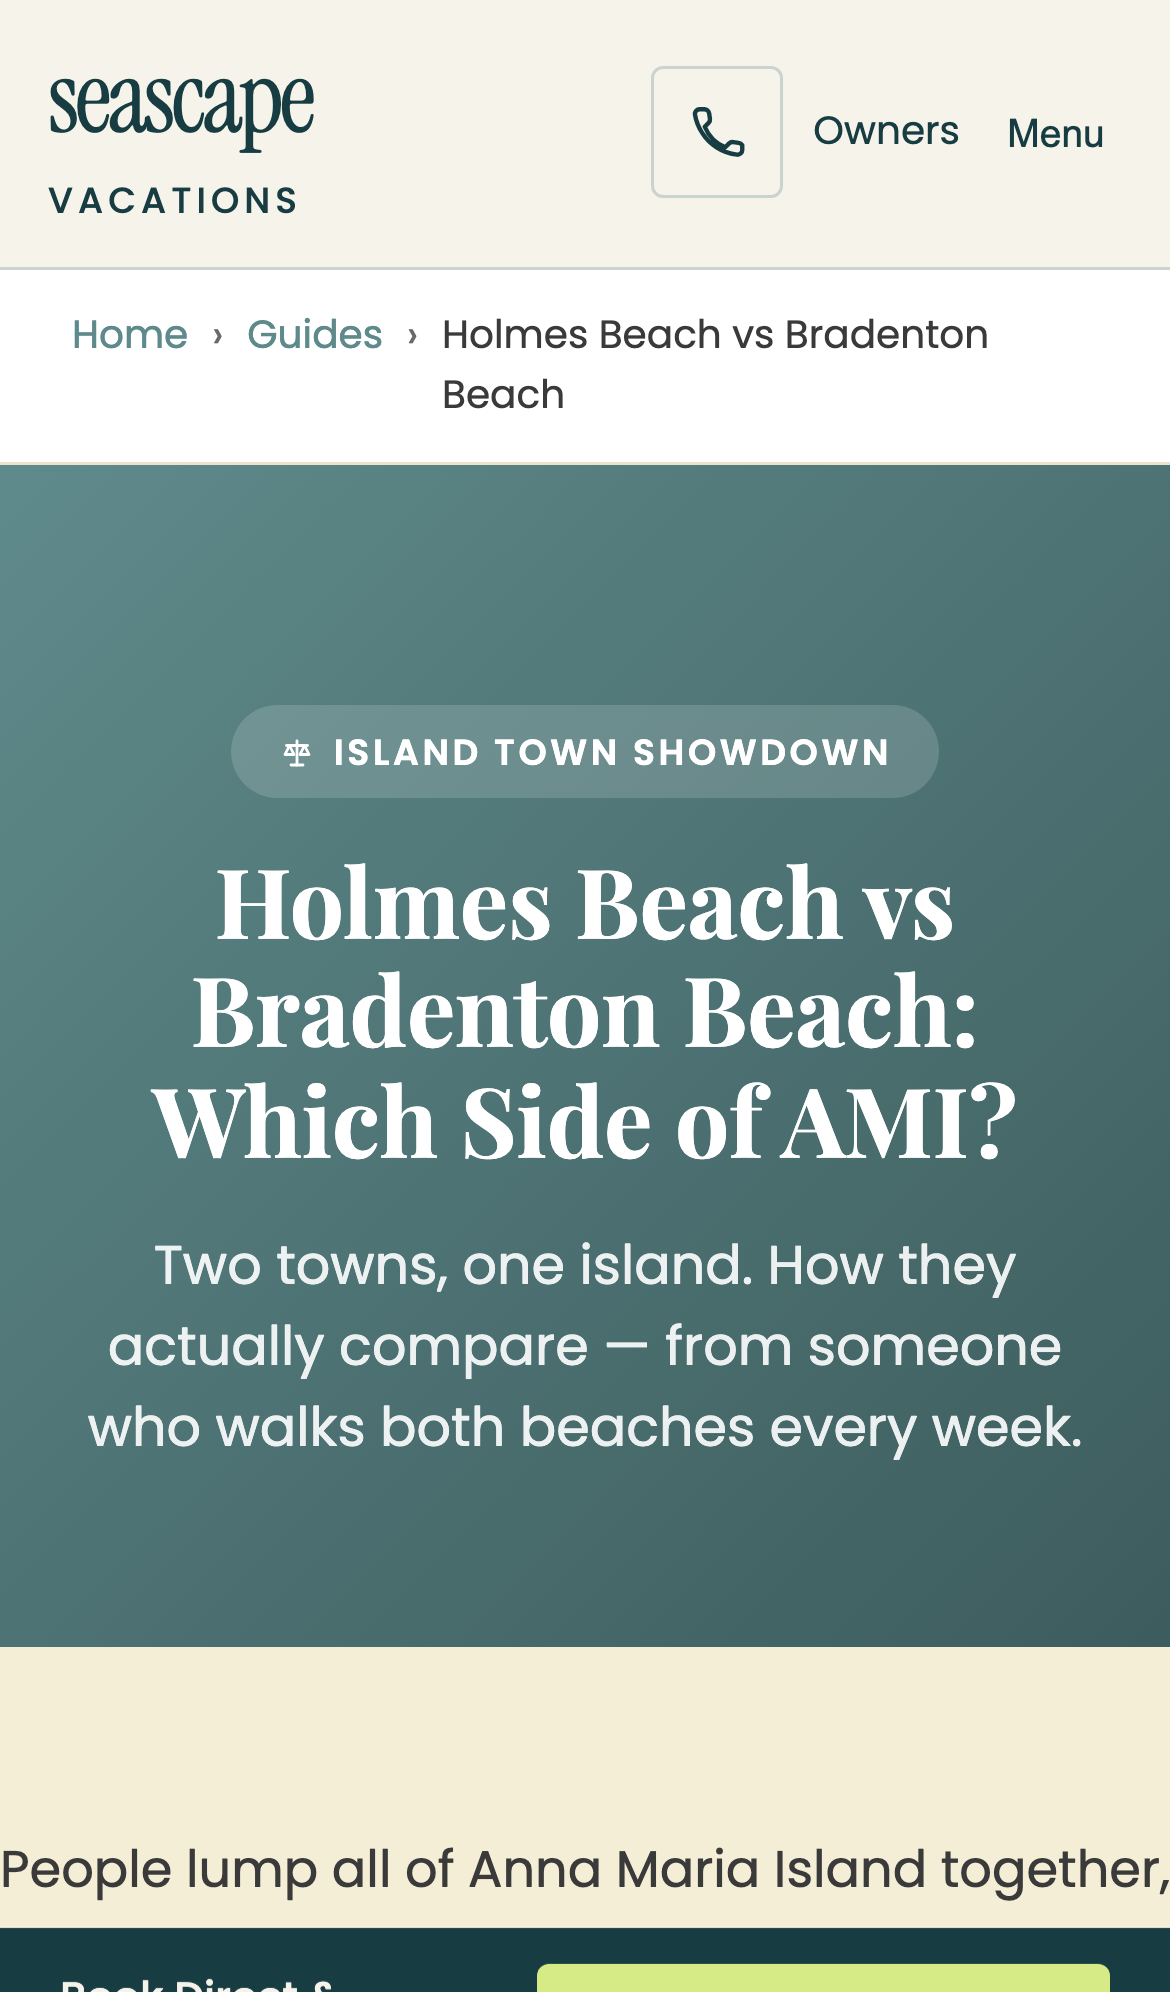 seascape
VACATIONS
Owners
Menu
Home › Guides › Holmes Beach vs Bradenton
Beach
ISLAND TOWN SHOWDOWN
Holmes Beach vs
Bradenton Beach:
Which Side of AMI?
Two towns, one island. How they
actually compare — from someone
who walks both beaches every week.
People lump all of Anna Maria Island together,
Book Direct &